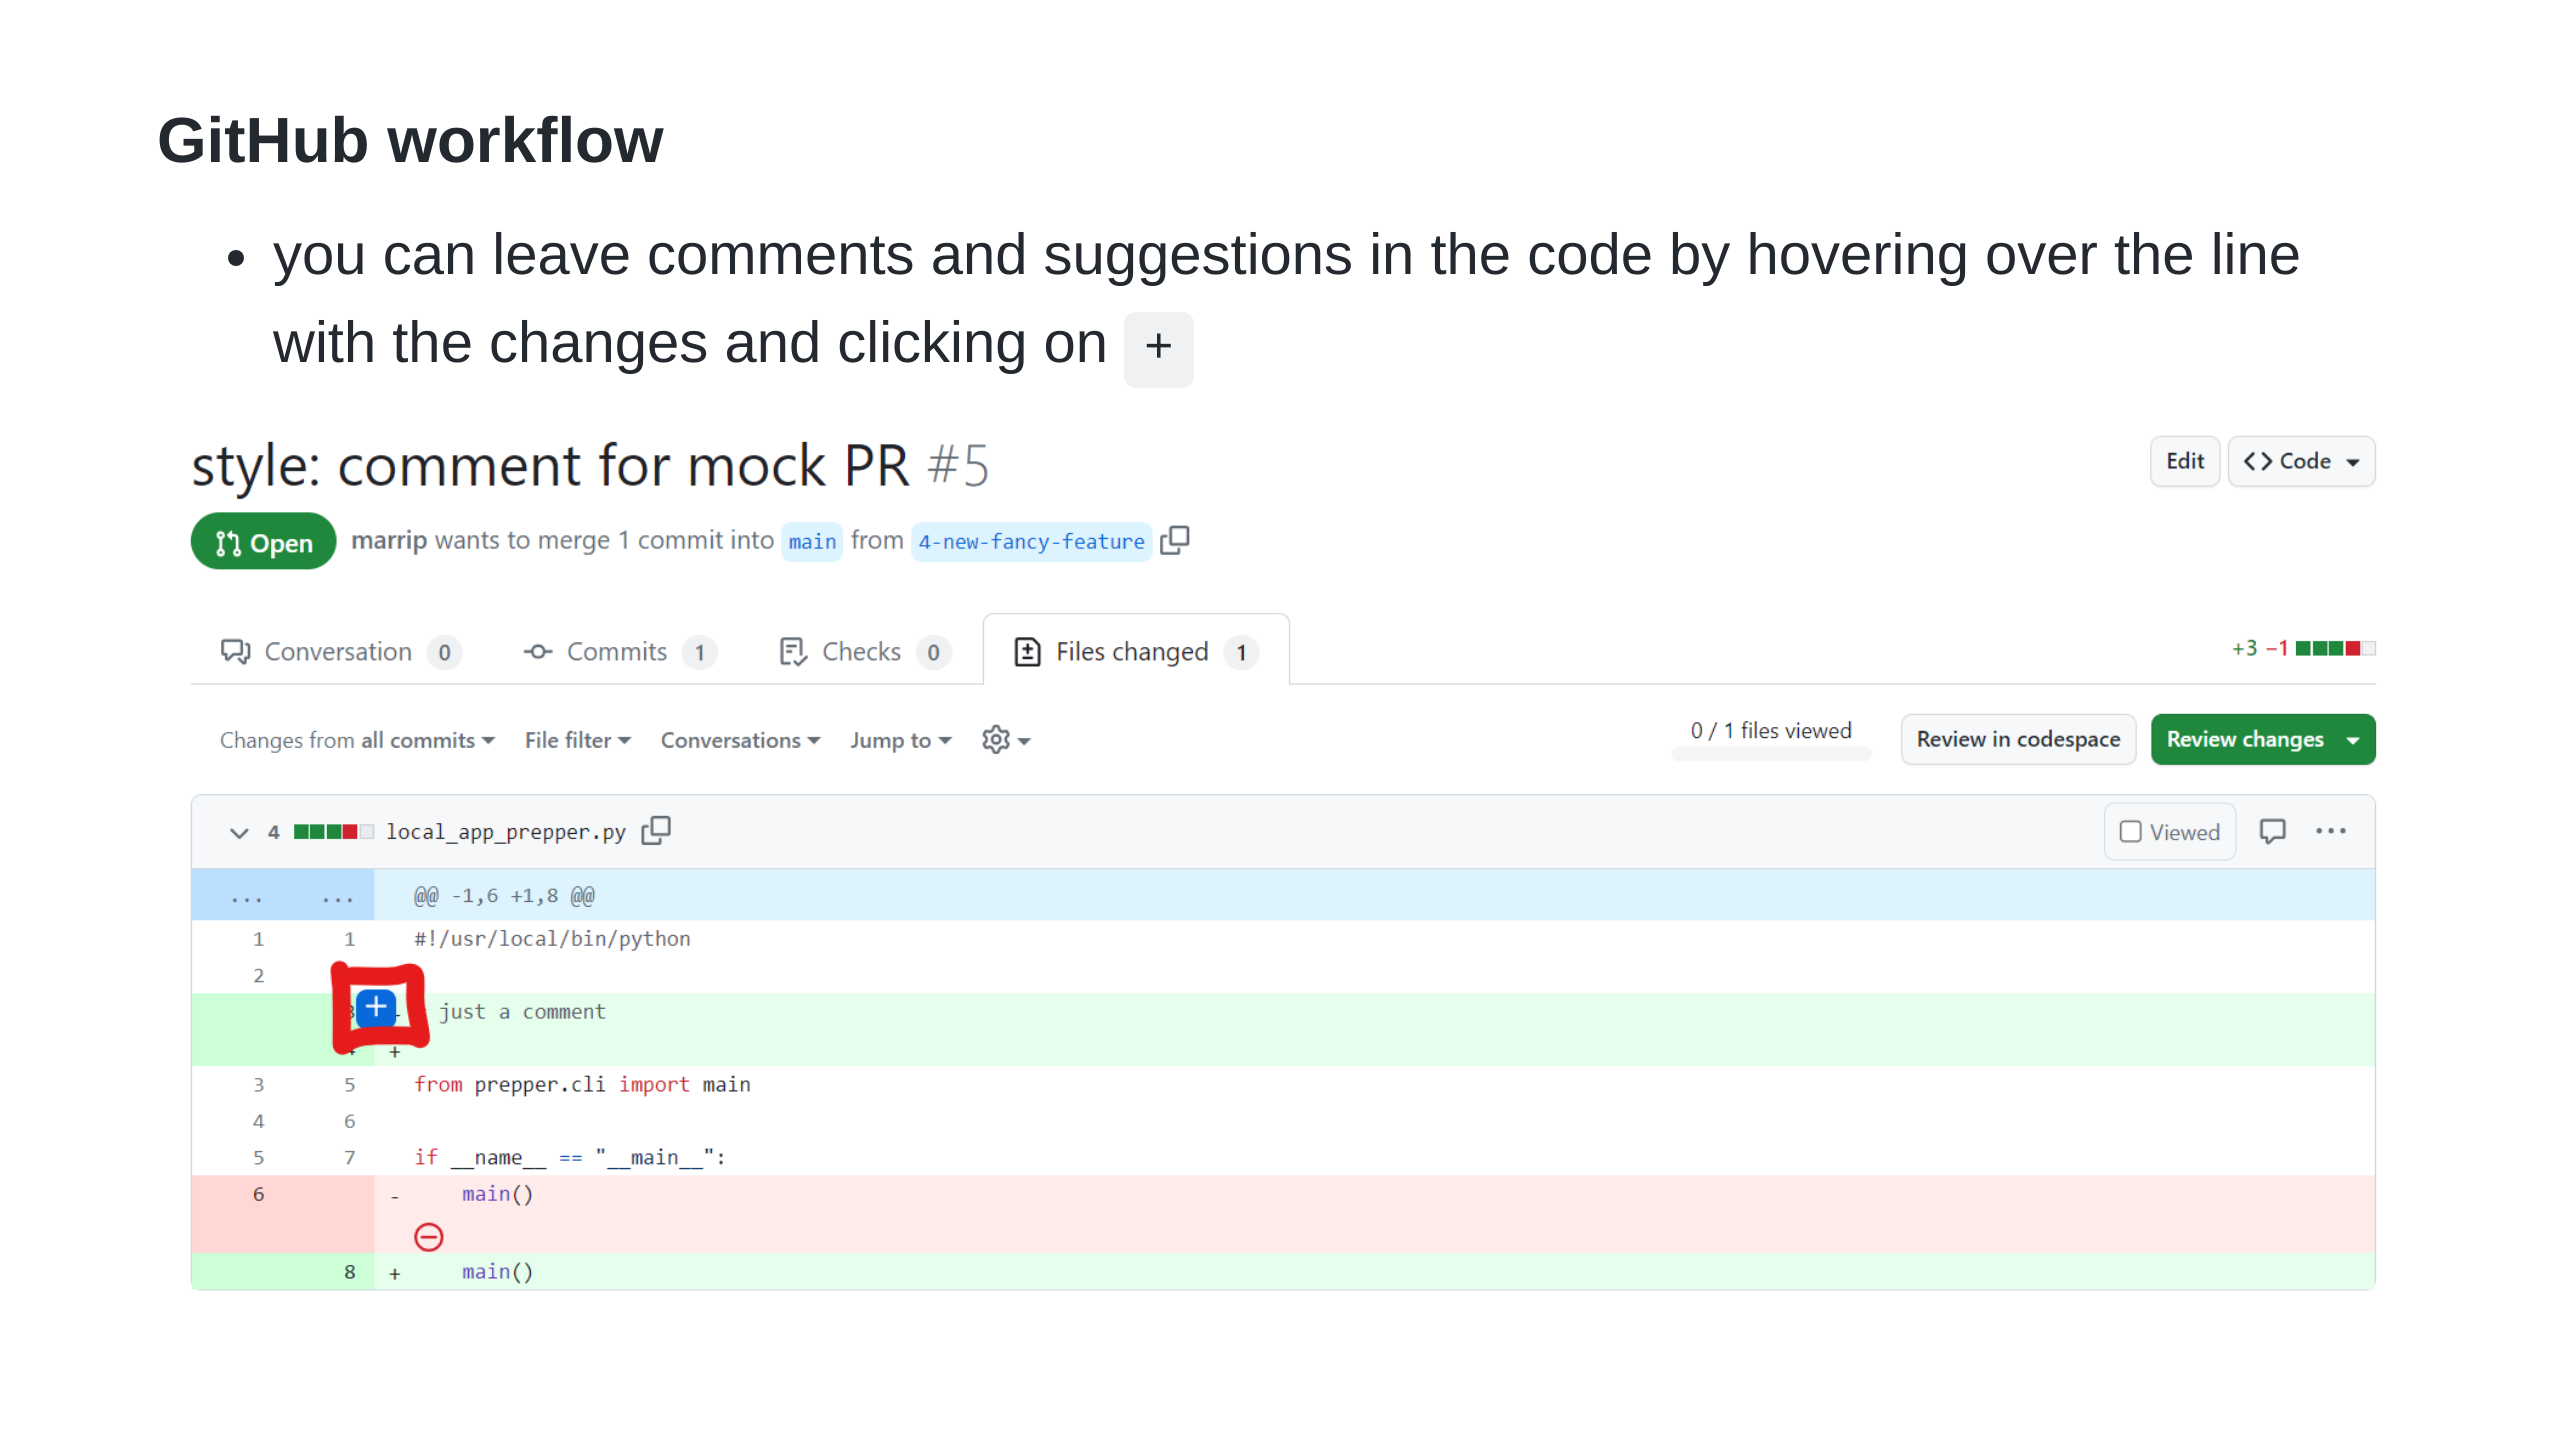 GitHub workflow
• you can leave comments and suggestions in the code by hovering over the line
with the changes and clicking on +
style: comment for mock PR #5
Edit
<> Code
Open
marrip wants to merge 1 commit into main from 4-new-fancy-feature
Conversation 0
Commits 1
Checks 0
Files changed 1
+3 −1
Changes from all commits
File filter
Conversations
Jump to
0 / 1 files viewed
Review in codespace
Review changes
4 local_app_prepper.py
Viewed
... ... @@ -1,6 +1,8 @@
1 1 #!/usr/local/bin/python
2
+ just a comment
+
3 5 from prepper.cli import main
4 6
5 7 if __name__ == "__main__":
6 - main()
8 + main()